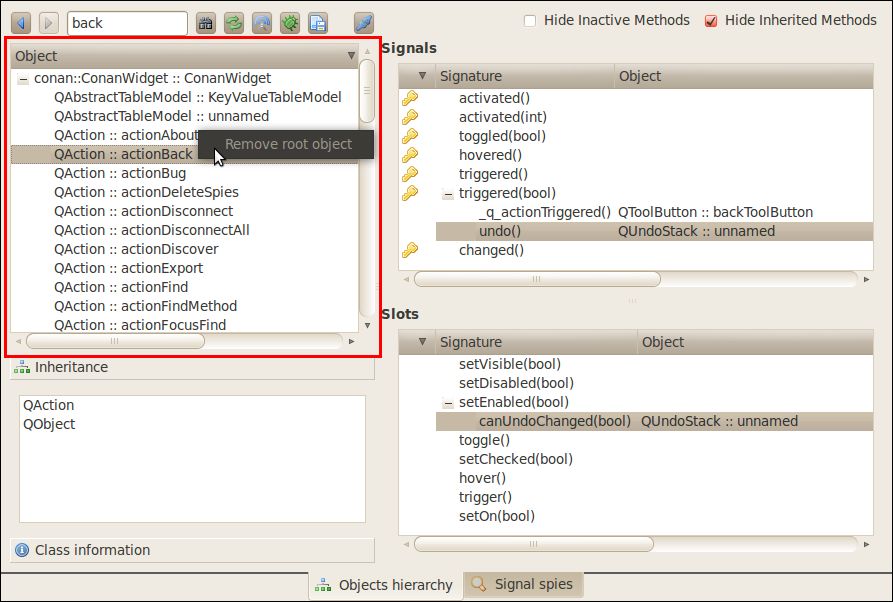 back
Hide Inactive Methods
Hide Inherited Methods
Object
conan::ConanWidget :: ConanWidget
QAbstractTableModel :: KeyValueTableModel
QAbstractTableModel :: unnamed
QAction :: actionAbout
Remove root object
QAction :: actionBack
QAction :: actionBug
QAction :: actionDeleteSpies
QAction :: actionDisconnect
QAction :: actionDisconnectAll
QAction :: actionDiscover
QAction :: actionExport
QAction :: actionFind
QAction :: actionFindMethod
QAction :: actionFocusFind
Inheritance
QAction
QObject
Class information
Signals
Signature Object
activated()
activated(int)
toggled(bool)
hovered()
triggered()
triggered(bool)
_q_actionTriggered() QToolButton :: backToolButton
undo() QUndoStack :: unnamed
changed()
Slots
Signature Object
setVisible(bool)
setDisabled(bool)
setEnabled(bool)
canUndoChanged(bool) QUndoStack :: unnamed
toggle()
setChecked(bool)
hover()
trigger()
setOn(bool)
Objects hierarchy
Signal spies